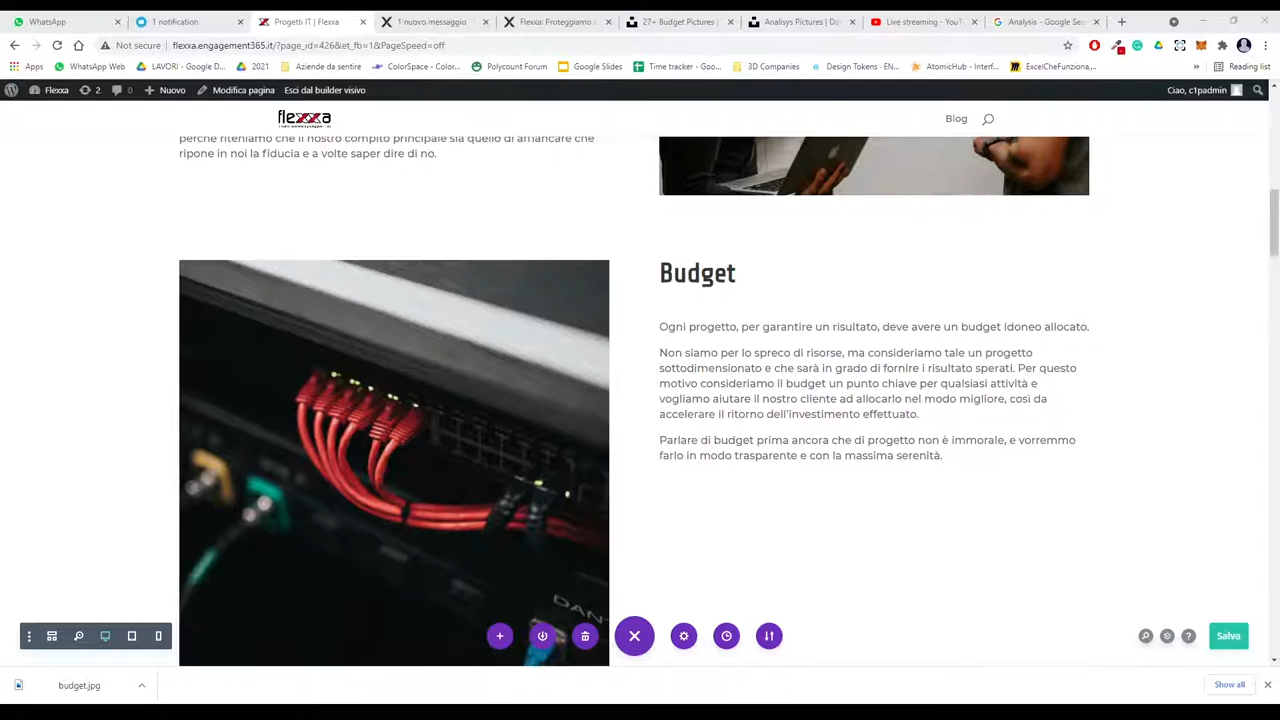 WhatsApp
1 notification
Progetti IT | Flexxa
1 nuovo messaggio
Flexxa: Proteggiamo
27+ Budget Pictures |
Analisys Pictures | Do
Live streaming - YouT
Analysis - Google Sea
Not secure
flexxa.engagement365.it/?page_id=426&et_fb=1&PageSpeed=off
Apps
WhatsApp Web
LAVORI - Google D...
2021
Aziende da sentire
ColorSpace - Color...
Polycount Forum
Google Slides
Time tracker - Goo...
3D Companies
Design Tokens · EN...
AtomicHub - Interf...
ExcelCheFunziona,...
Reading list
Flexxa
2
0
Nuovo
Modifica pagina
Esci dal builder visivo
Ciao, c1padmin
flexxa
Blog
perché riteniamo che il nostro compito principale sia quello di affiancare che
ripone in noi la fiducia e a volte saper dire di no.
Budget
Ogni progetto, per garantire un risultato, deve avere un budget idoneo allocato.
Non siamo per lo spreco di risorse, ma consideriamo tale un progetto
sottodimensionato e che sarà in grado di fornire i risultato sperati. Per questo
motivo consideriamo il budget un punto chiave per qualsiasi attività e
vogliamo aiutare il nostro cliente ad allocarlo nel modo migliore, così da
accelerare il ritorno dell'investimento effettuato.
Parlare di budget prima ancora che di progetto non è immorale, e vorremmo
farlo in modo trasparente e con la massima serenità.
DAN
Salva
budget.jpg
Show all